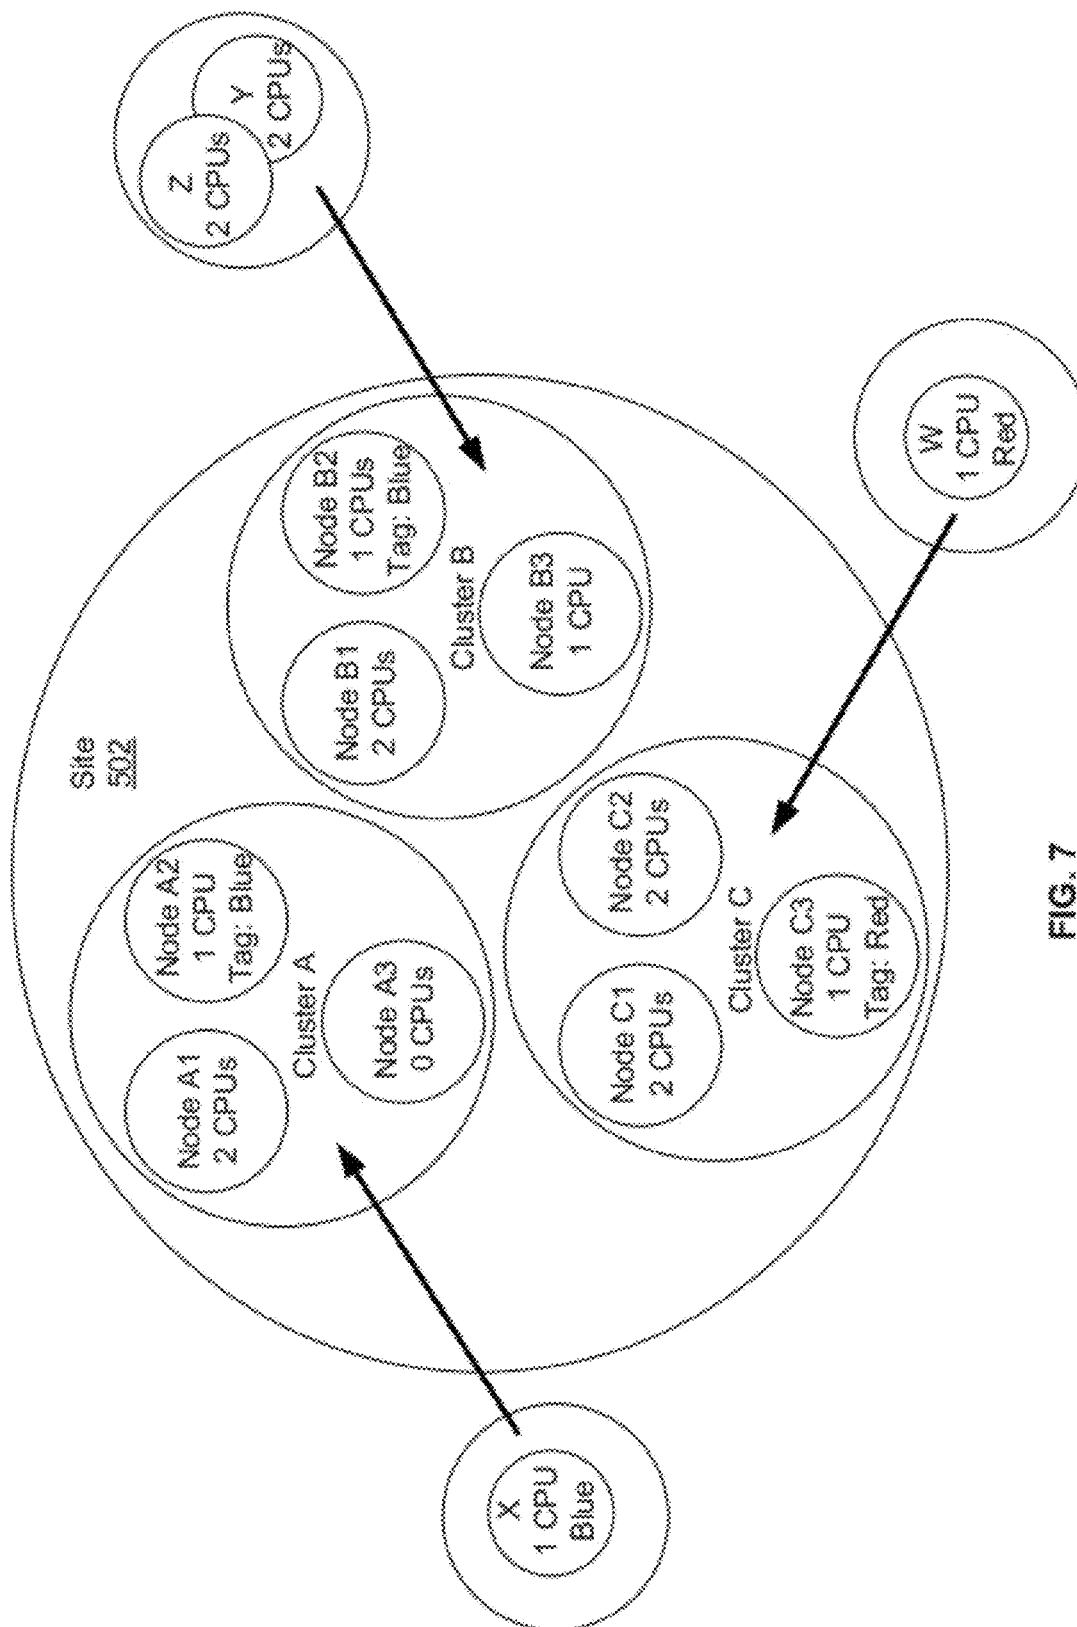 Site
502
Node A1
2 CPUs
Node A2
1 CPU
Tag: Blue
Cluster A
Node A3
0 CPUs
Node B1
2 CPUs
Node B2
1 CPUs
Tag: Blue
Cluster B
Node B3
1 CPU
Node C1
2 CPUs
Node C2
2 CPUs
Cluster C
Node C3
1 CPU
Tag: Red
X
1 CPU
Blue
Z
2 CPUs
Y
2 CPUs
W
1 CPU
Red
FIG. 7